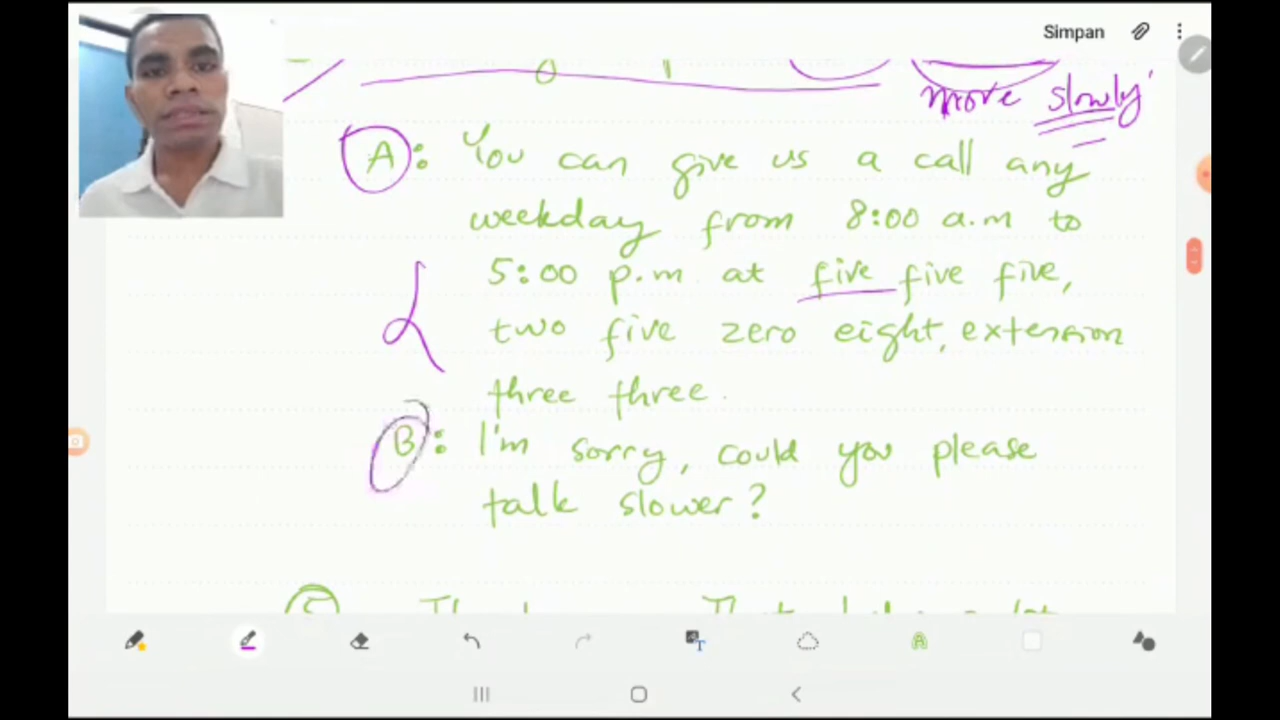 Simpan
more slowly
A: You can give us a call any
weekday from 8:00 a.m to
5:00 p.m at five five five,
two five zero eight, extension
three three.
B: I'm sorry, could you please
talk slower?